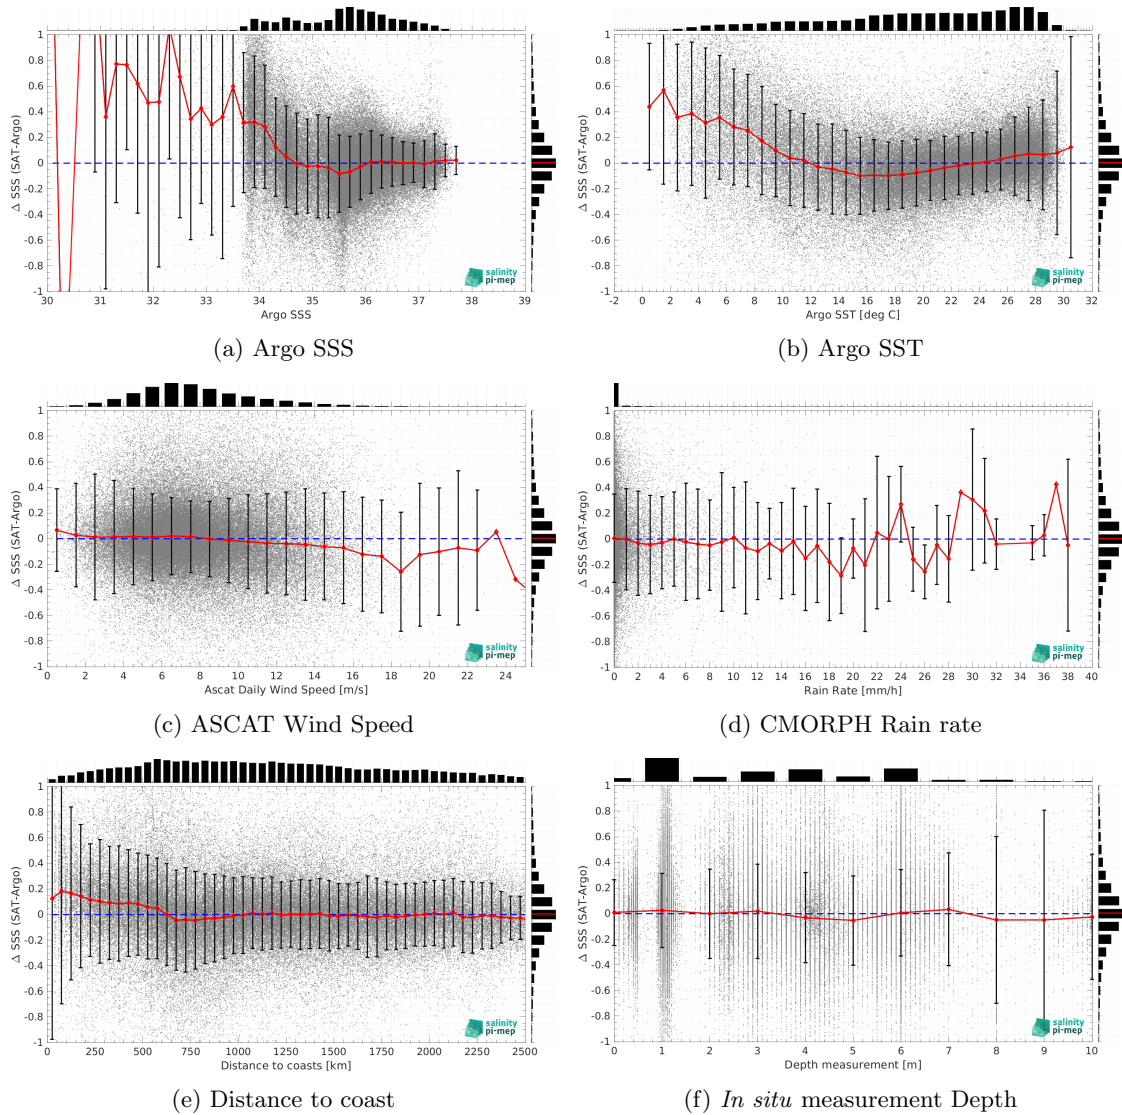 1
0.8
0.6
0.4
0.2
0
-0.2
-0.4
-0.6
-0.8
-1
Δ SSS (SAT-Argo)
30 31 32 33 34 35 36 37 38 39
Argo SSS
salinity
pi-mep
(a) Argo SSS
1
0.8
0.6
0.4
0.2
0
-0.2
-0.4
-0.6
-0.8
-1
Δ SSS (SAT-Argo)
-2 0 2 4 6 8 10 12 14 16 18 20 22 24 26 28 30 32
Argo SST [deg C]
salinity
pi-mep
(b) Argo SST
1
0.8
0.6
0.4
0.2
0
-0.2
-0.4
-0.6
-0.8
-1
Δ SSS (SAT-Argo)
0 2 4 6 8 10 12 14 16 18 20 22 24
Ascat Daily Wind Speed [m/s]
salinity
pi-mep
(c) ASCAT Wind Speed
1
0.8
0.6
0.4
0.2
0
-0.2
-0.4
-0.6
-0.8
-1
Δ SSS (SAT-Argo)
0 2 4 6 8 10 12 14 16 18 20 22 24 26 28 30 32 34 36 38 40
Rain Rate [mm/h]
salinity
pi-mep
(d) CMORPH Rain rate
1
0.8
0.6
0.4
0.2
0
-0.2
-0.4
-0.6
-0.8
-1
Δ SSS (SAT-Argo)
0 250 500 750 1000 1250 1500 1750 2000 2250 2500
Distance to coasts [km]
salinity
pi-mep
(e) Distance to coast
1
0.8
0.6
0.4
0.2
0
-0.2
-0.4
-0.6
-0.8
-1
Δ SSS (SAT-Argo)
0 1 2 3 4 5 6 7 8 9 10
Depth measurement [m]
salinity
pi-mep
(f) In situ measurement Depth